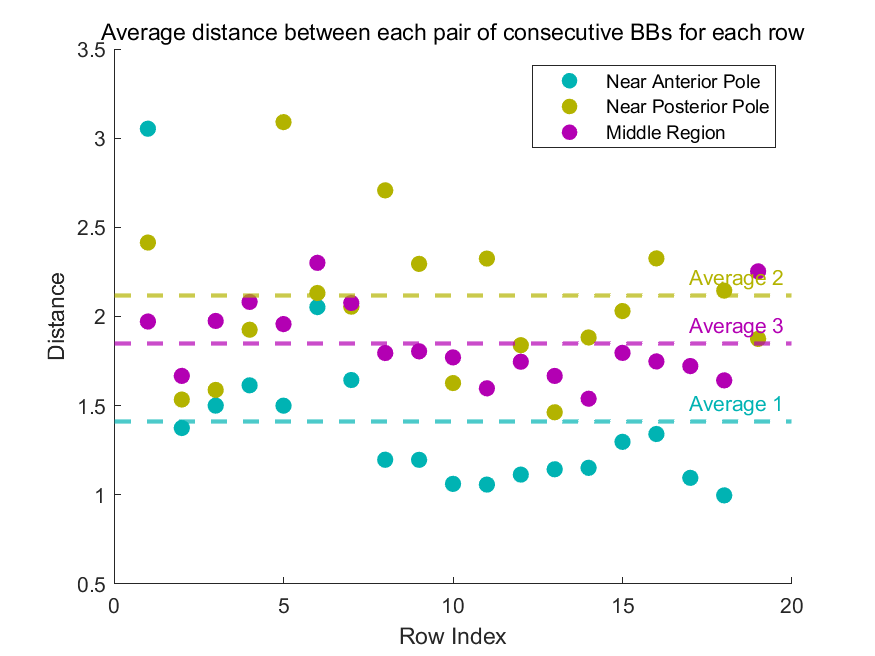 Average distance between each pair of consecutive BBs for each row
3.5
3
2.5
2
1.5
1
0.5
Distance
Near Anterior Pole
Near Posterior Pole
Middle Region
Average 2
Average 3
Average 1
0
5
10
15
20
Row Index